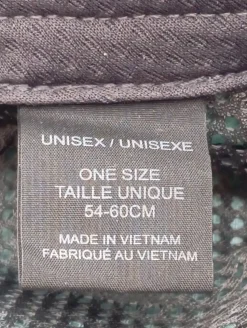 UNISEX / UNISEXE
ONE SIZE
TAILLE UNIQUE
54-60CM
MADE IN VIETNAM
FABRIQUÉ AU VIETNAM